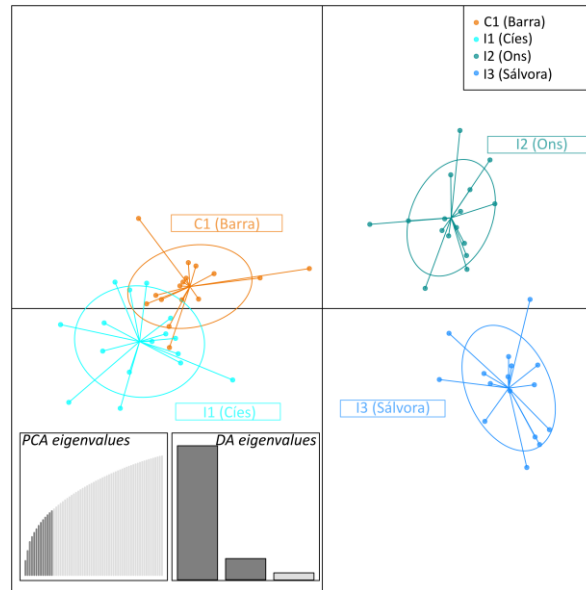 C1 (Barra)
I1 (Cíes)
I2 (Ons)
I3 (Sálvora)
I2 (Ons)
C1 (Barra)
I1 (Cíes)
I3 (Sálvora)
PCA eigenvalues
DA eigenvalues